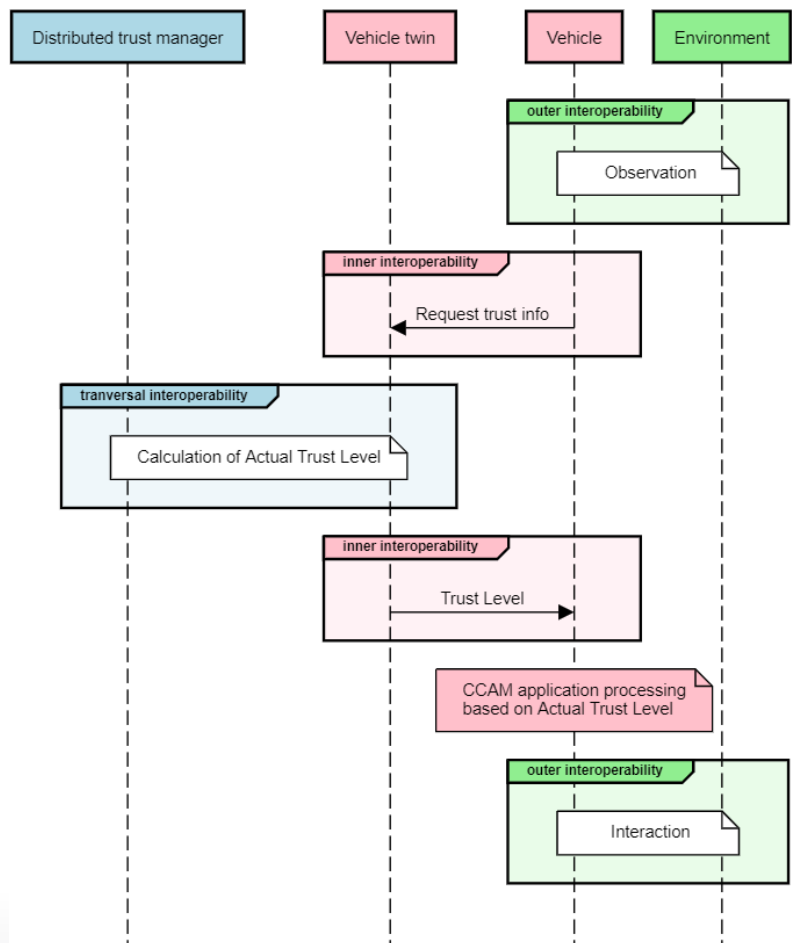 Distributed trust manager
Vehicle twin
Vehicle
Environment
outer interoperability
Observation
inner interoperability
Request trust info
tranversal interoperability
Calculation of Actual Trust Level
inner interoperability
Trust Level
CCAM application processing
based on Actual Trust Level
outer interoperability
Interaction